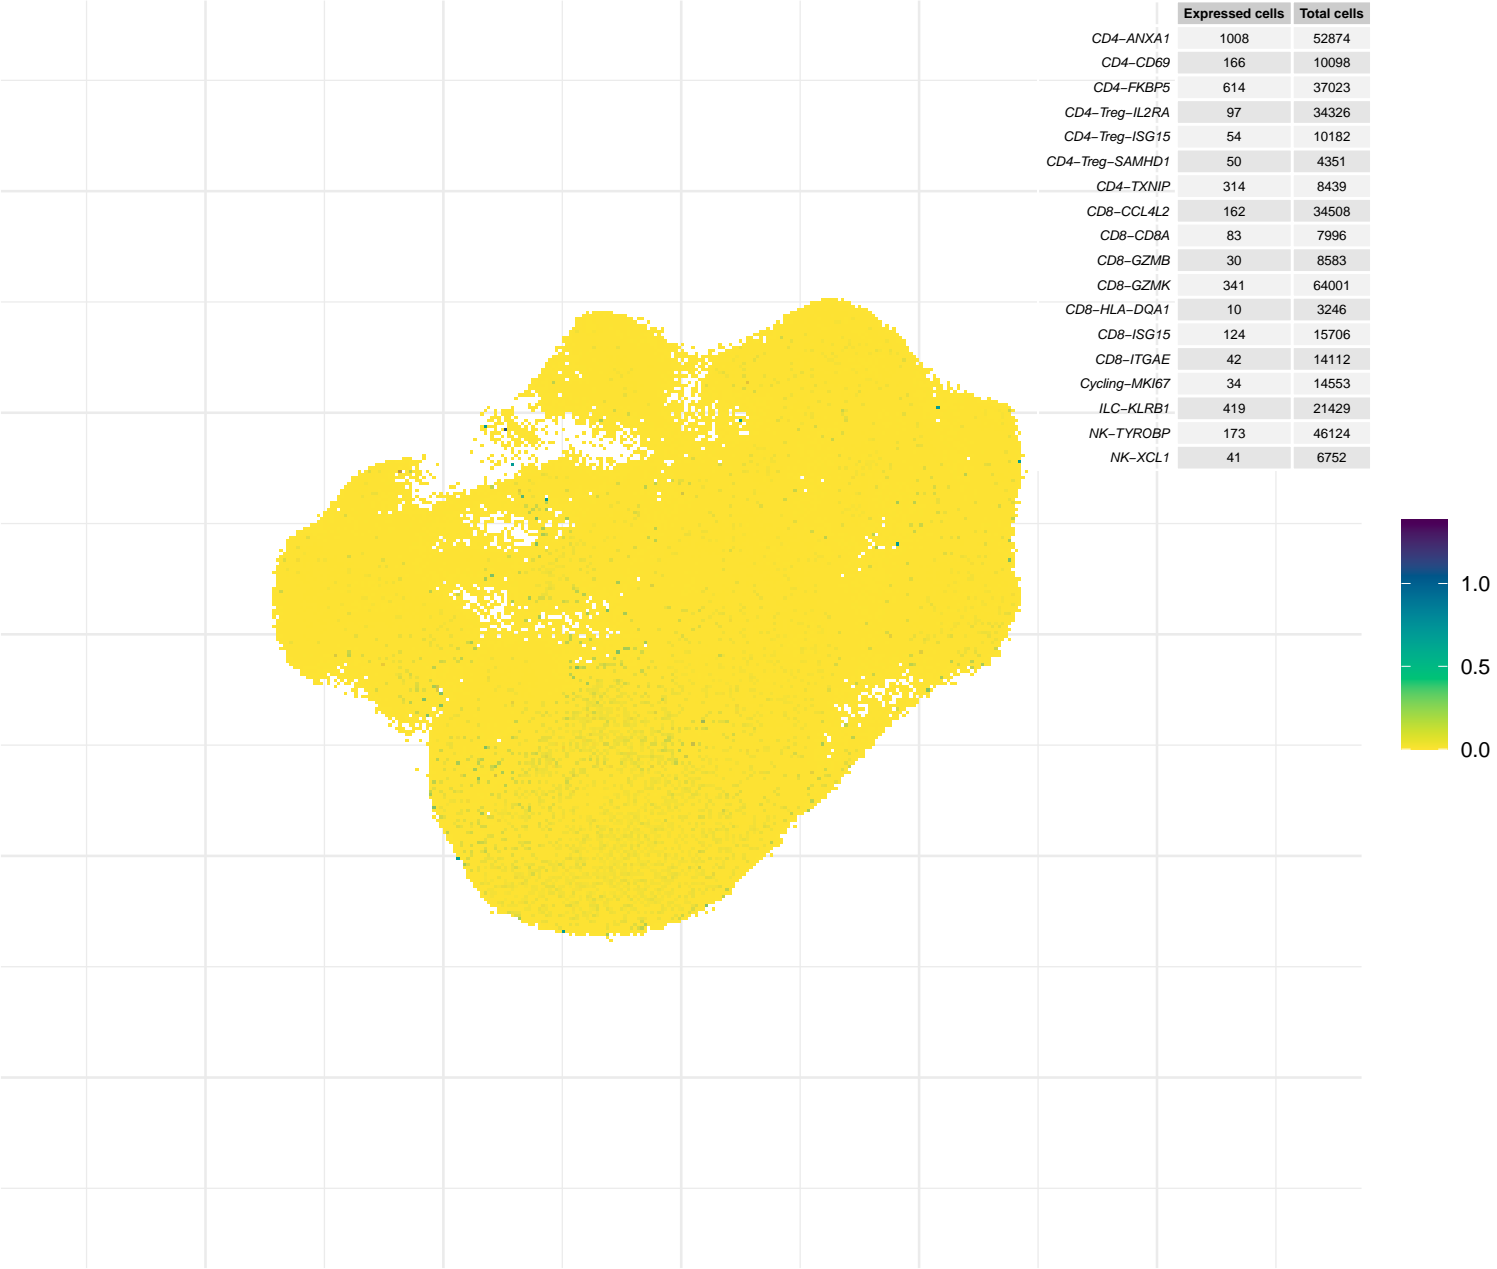 Expressed cells Total cells
CD4−ANXA1 1008 52874
CD4−CD69 166 10098
CD4−FKBP5 614 37023
CD4−Treg−IL2RA 97 34326
CD4−Treg−ISG15 54 10182
CD4−Treg−SAMHD1 50 4351
CD4−TXNIP 314 8439
CD8−CCL4L2 162 34508
CD8−CD8A 83 7996
CD8−GZMB 30 8583
CD8−GZMK 341 64001
CD8−HLA−DQA1 10 3246
CD8−ISG15 124 15706
CD8−ITGAE 42 14112
Cycling−MKI67 34 14553
ILC−KLRB1 419 21429
NK−TYROBP 173 46124
NK−XCL1 41 6752
1.0
0.5
0.0